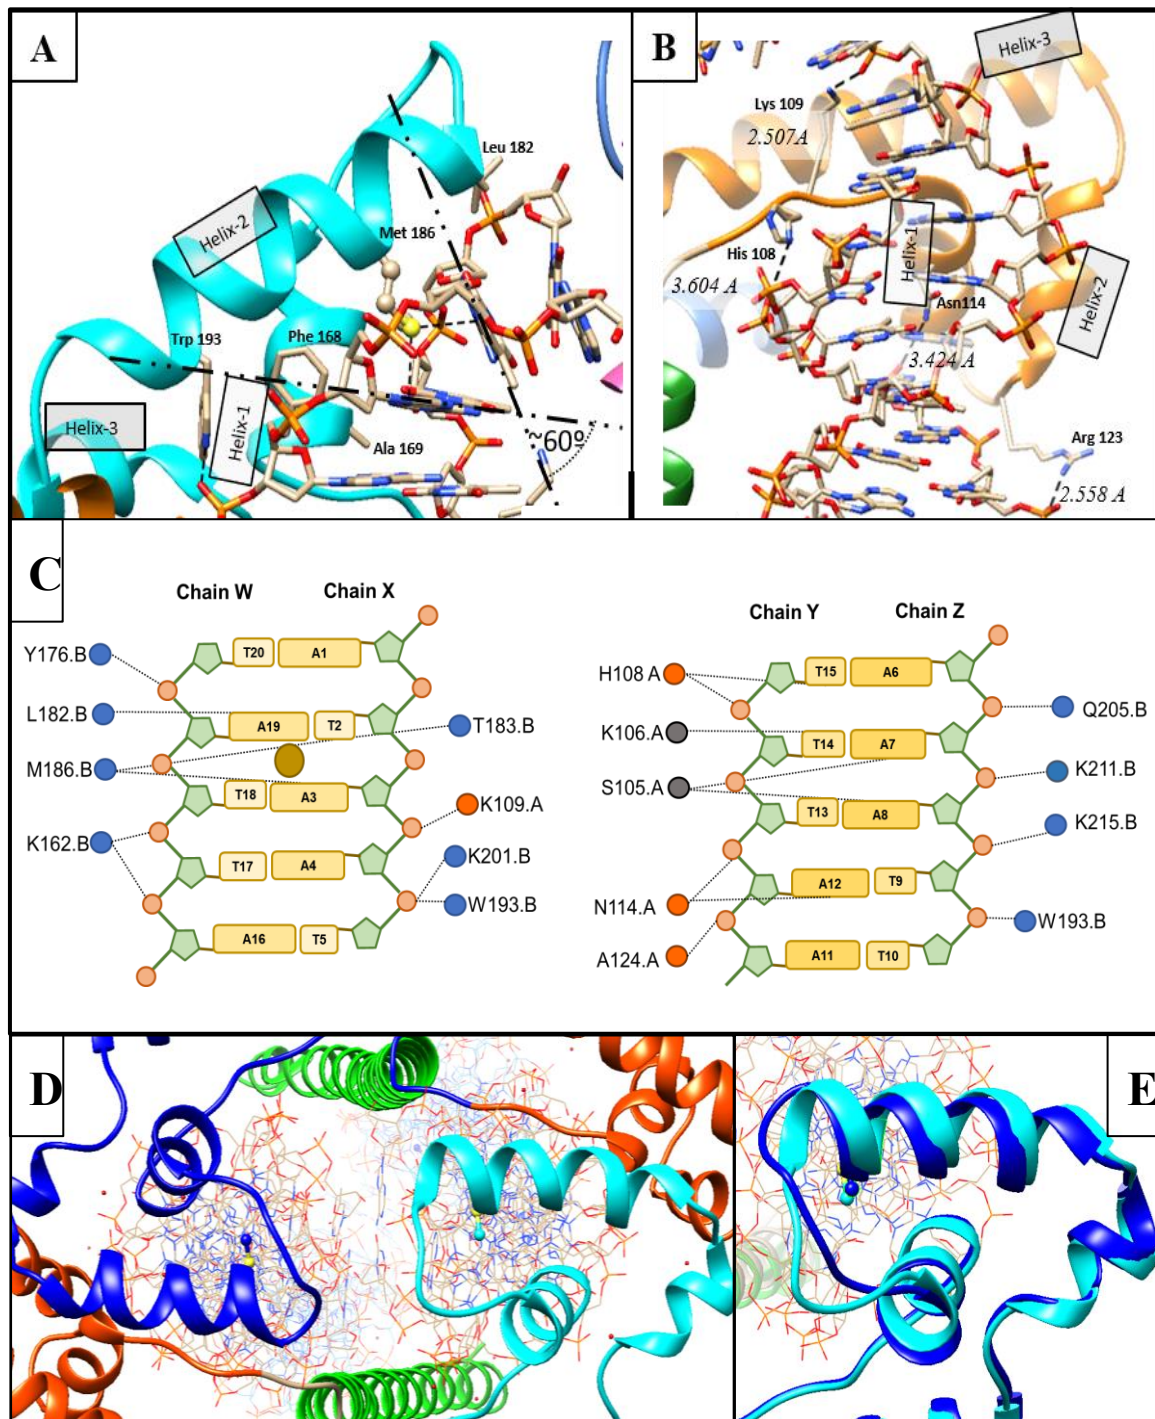 A
Leu 182
Helix-2
Met 186
Trp 193
Phe 168
Helix-3
Helix-1
Ala 169
~60º
B
Helix-3
Lys 109
2.507A
His 108
Helix-1
3.604 A
Asn114
Helix-2
3.424 A
Arg 123
2.558 A
C
Chain W
Chain X
Y176.B
T20
A1
L182.B
A19
T2
T183.B
M186.B
T18
A3
K109.A
K162.B
T17
A4
K201.B
W193.B
A16
T5
Chain Y
Chain Z
H108 A
T15
A6
Q205.B
K106.A
T14
A7
K211.B
S105.A
T13
A8
K215.B
N114.A
A12
T9
W193.B
A124.A
A11
T10
D
E